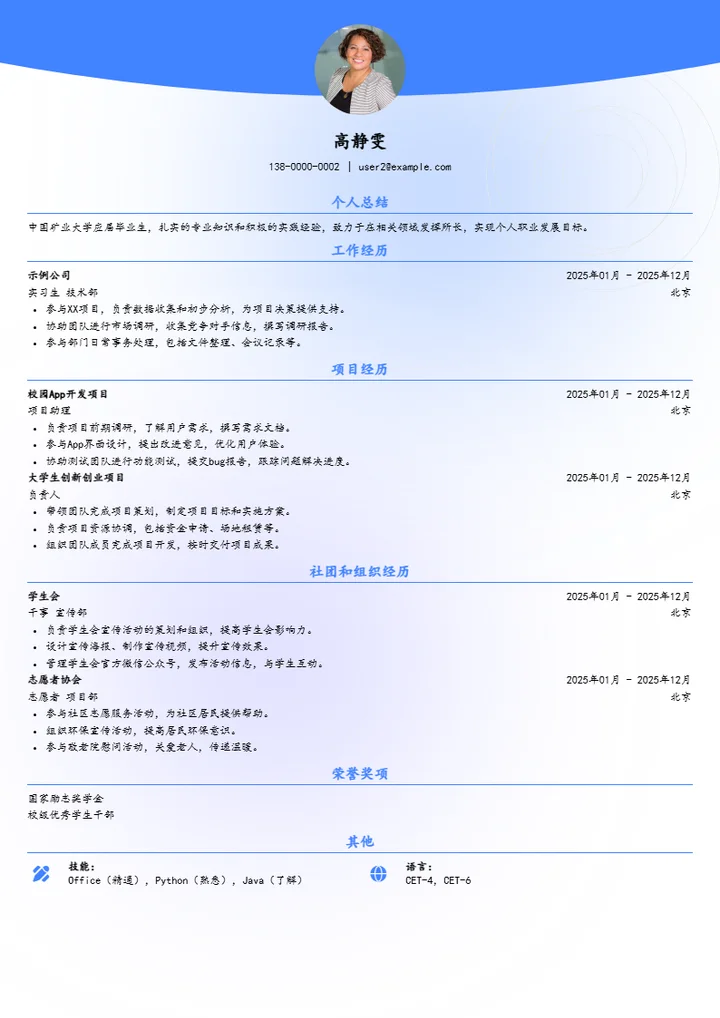 高静雯
138-0000-0002 | user2@example.com
个人总结
中国矿业大学应届毕业生，扎实的专业知识和积极的实践经验，致力于在相关领域发挥所长，实现个人职业发展目标。
工作经历
示例公司 2025年01月 - 2025年12月
实习生 技术部 北京
• 参与XX项目，负责数据收集和初步分析，为项目决策提供支持。
• 协助团队进行市场调研，收集竞争对手信息，撰写调研报告。
• 参与部门日常事务处理，包括文件整理、会议记录等。
项目经历
校园App开发项目 2025年01月 - 2025年12月
项目助理 北京
• 负责项目前期调研，了解用户需求，撰写需求文档。
• 参与App界面设计，提出改进意见，优化用户体验。
• 协助测试团队进行功能测试，提交bug报告，跟踪问题解决进度。
大学生创新创业项目 2025年01月 - 2025年12月
负责人 北京
• 带领团队完成项目策划，制定项目目标和实施方案。
• 负责项目资源协调，包括资金申请、场地租赁等。
• 组织团队成员完成项目开发，按时交付项目成果。
社团和组织经历
学生会 2025年01月 - 2025年12月
干事 宣传部 北京
• 负责学生会宣传活动的策划和组织，提高学生会影响力。
• 设计宣传海报、制作宣传视频，提升宣传效果。
• 管理学生会官方微信公众号，发布活动信息，与学生互动。
志愿者协会 2025年01月 - 2025年12月
志愿者 项目部 北京
• 参与社区志愿服务活动，为社区居民提供帮助。
• 组织环保宣传活动，提高居民环保意识。
• 参与敬老院慰问活动，关爱老人，传递温暖。
荣誉奖项
国家励志奖学金
校级优秀学生干部
其他
技能： 语言：
Office（精通）, Python（熟悉）, Java（了解） CET-4, CET-6